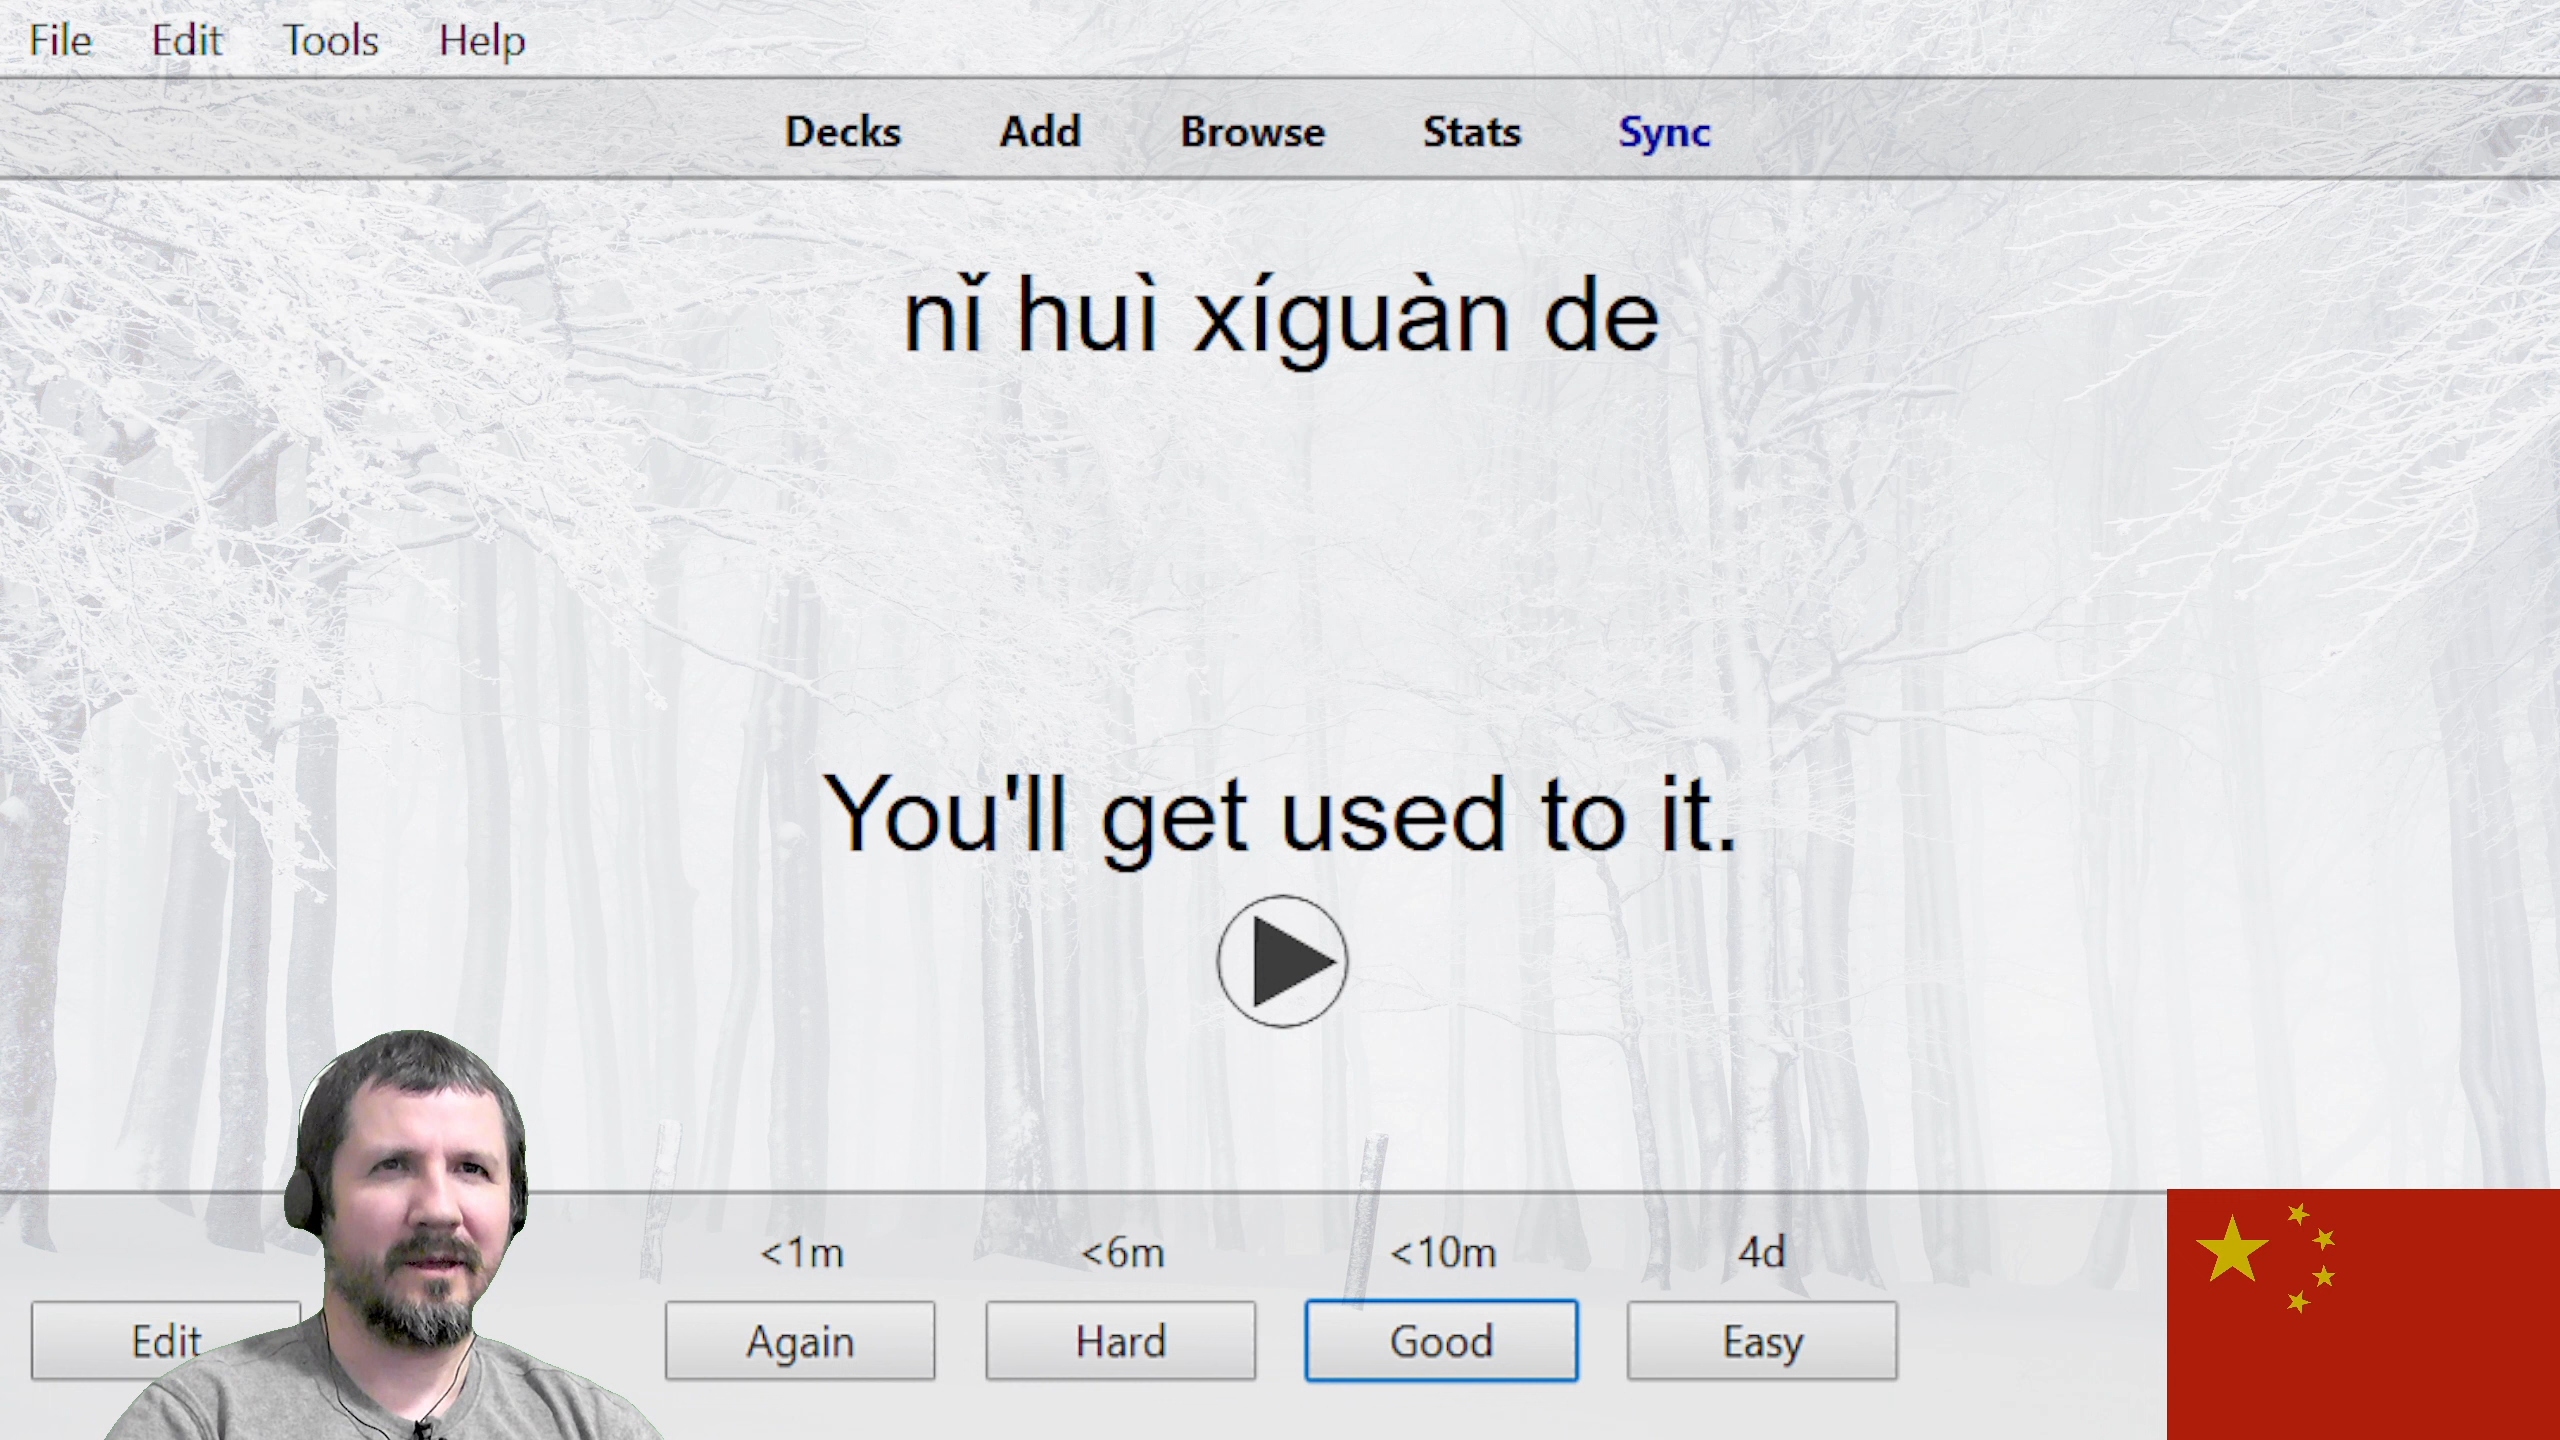 File Edit Tools Help
Decks Add Browse Stats Sync
nǐ huì xíguàn de
You'll get used to it.
<1m <6m <10m 4d
Edit Again Hard Good Easy